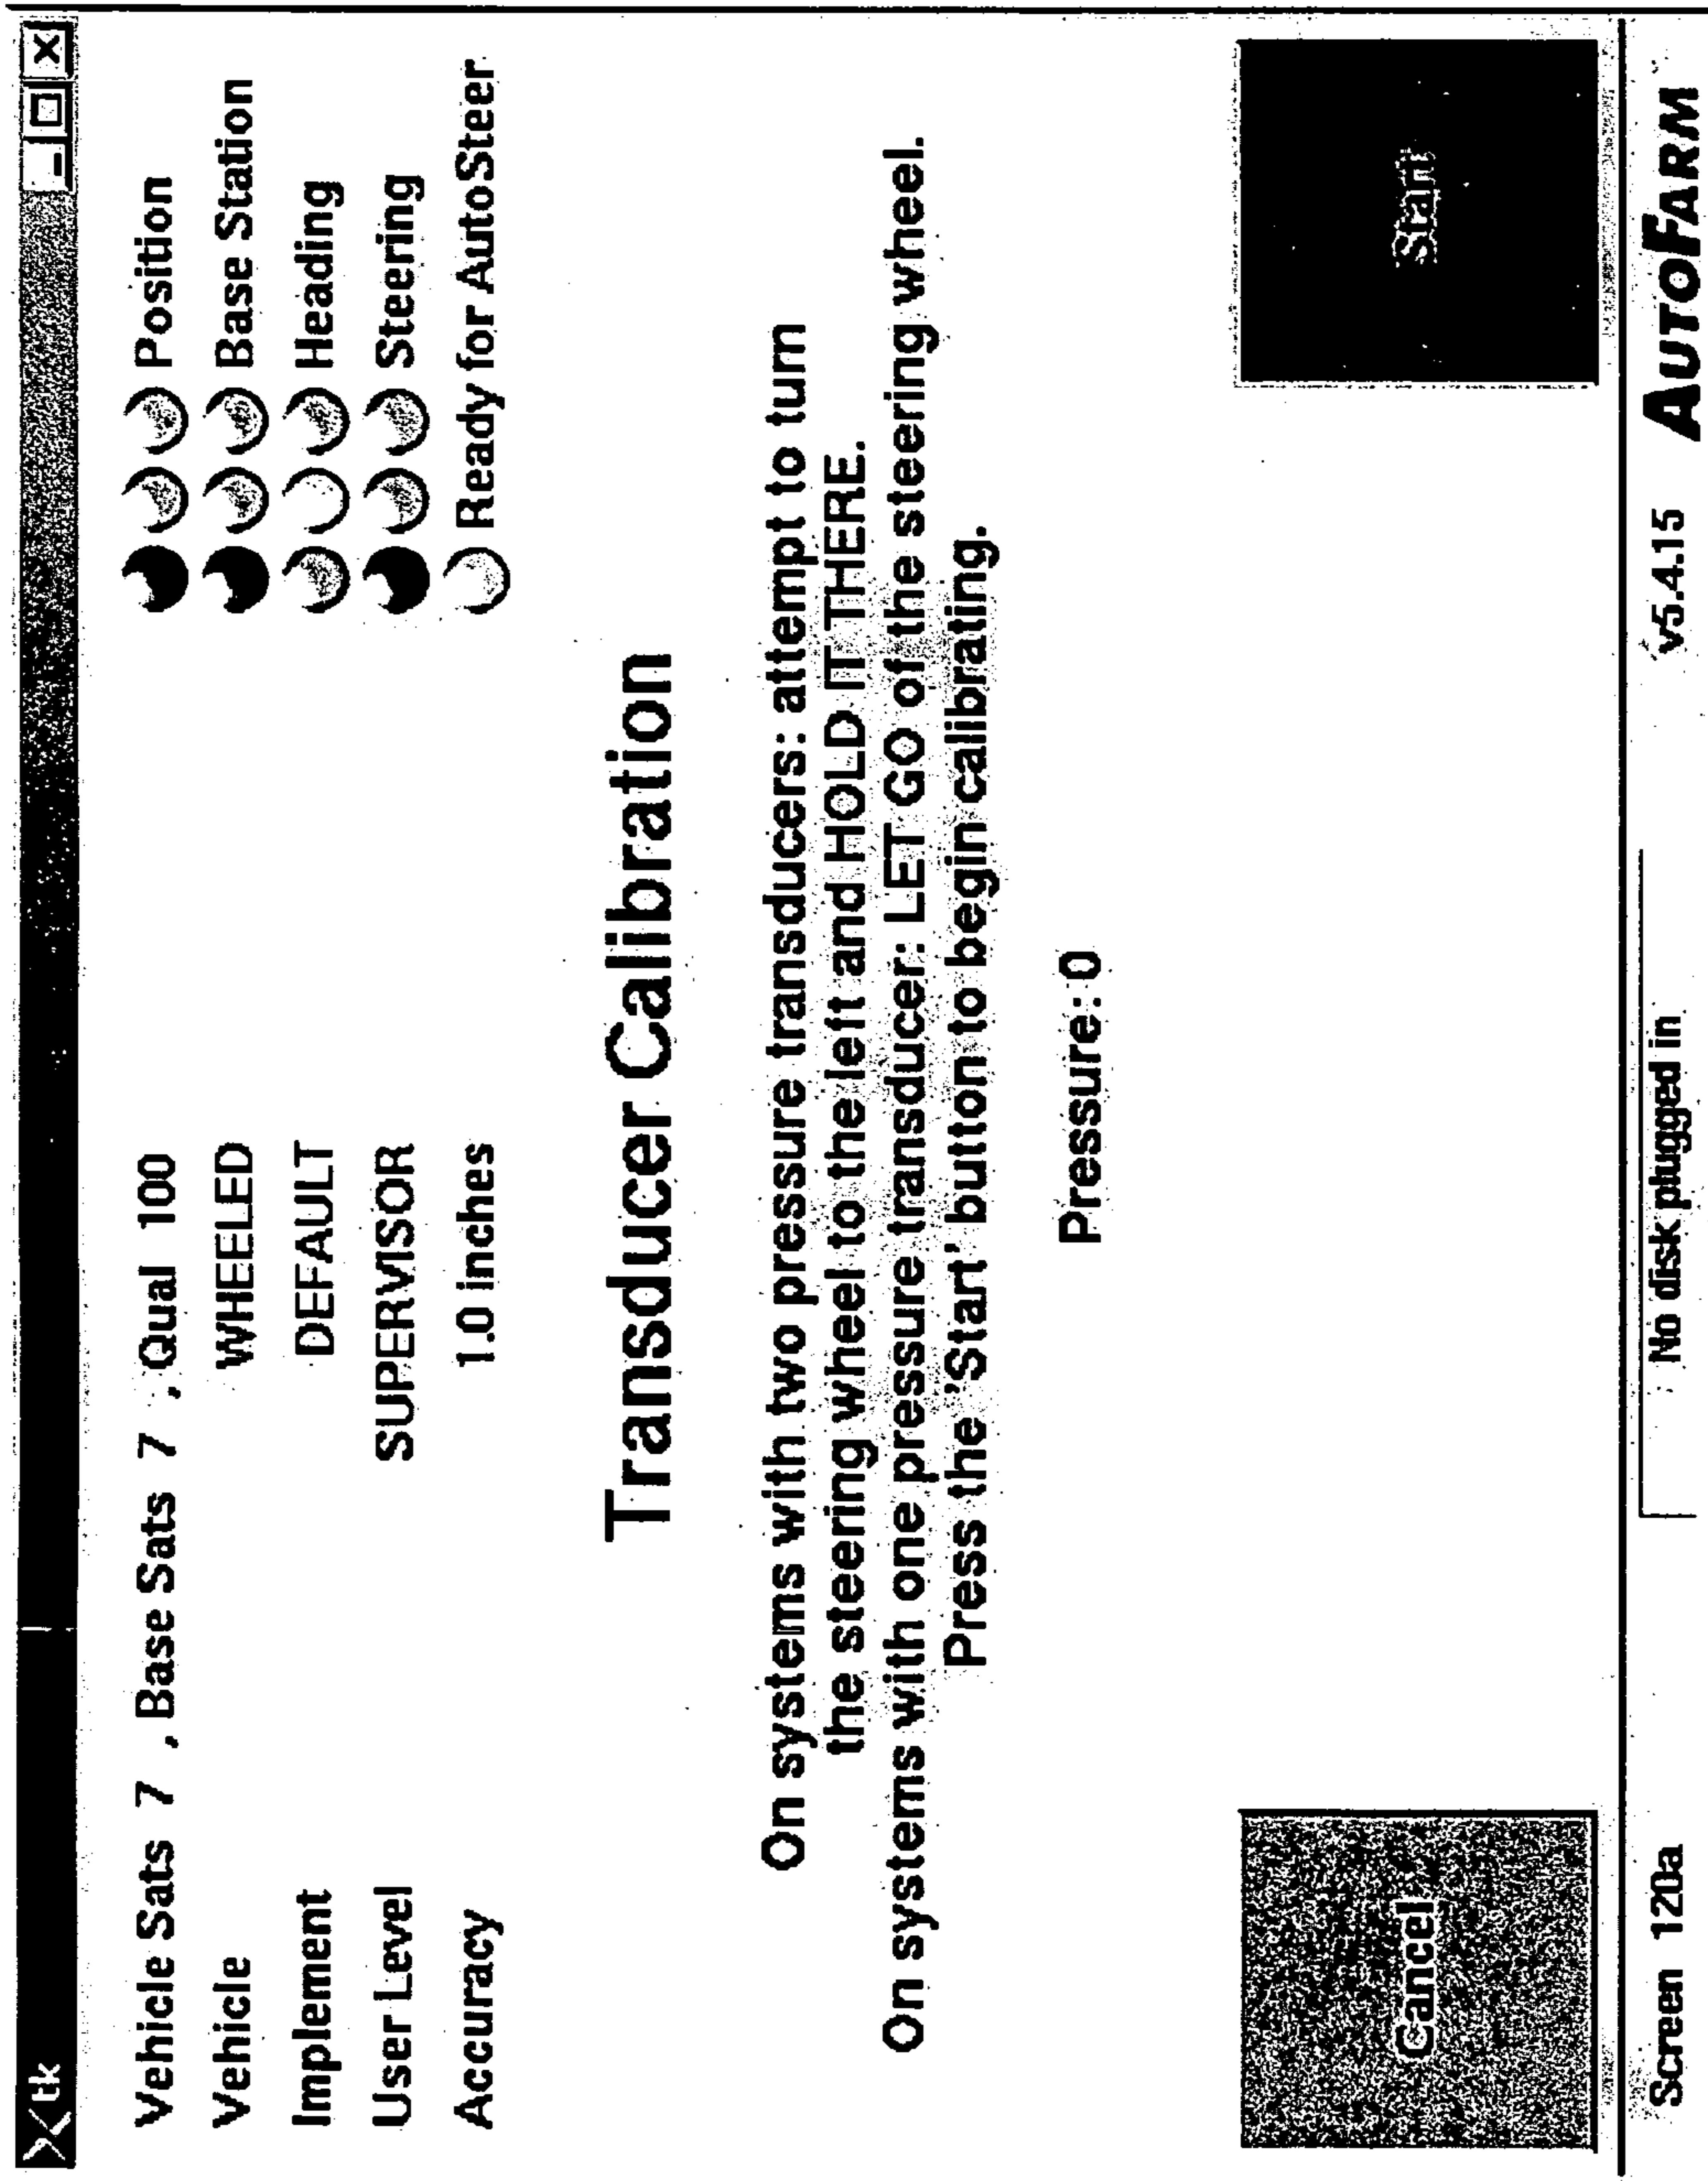 tk
Vehicle Sats 7 , Base Sats 7 , Qual 100
Position
Vehicle WHEELED
Base Station
Implement DEFAULT
Heading
User Level SUPERVISOR
Steering
Accuracy 1.0 inches
Ready for AutoSteer
Transducer Calibration
On systems with two pressure transducers: attempt to turn
the steering wheel to the left and HOLD IT THERE.
On systems with one pressure transducer: LET GO of the steering wheel.
Press the 'Start' button to begin calibrating.
Pressure: 0
Cancel
Start
Screen 120a
No disk plugged in
v5.4.15
AUTOFARM